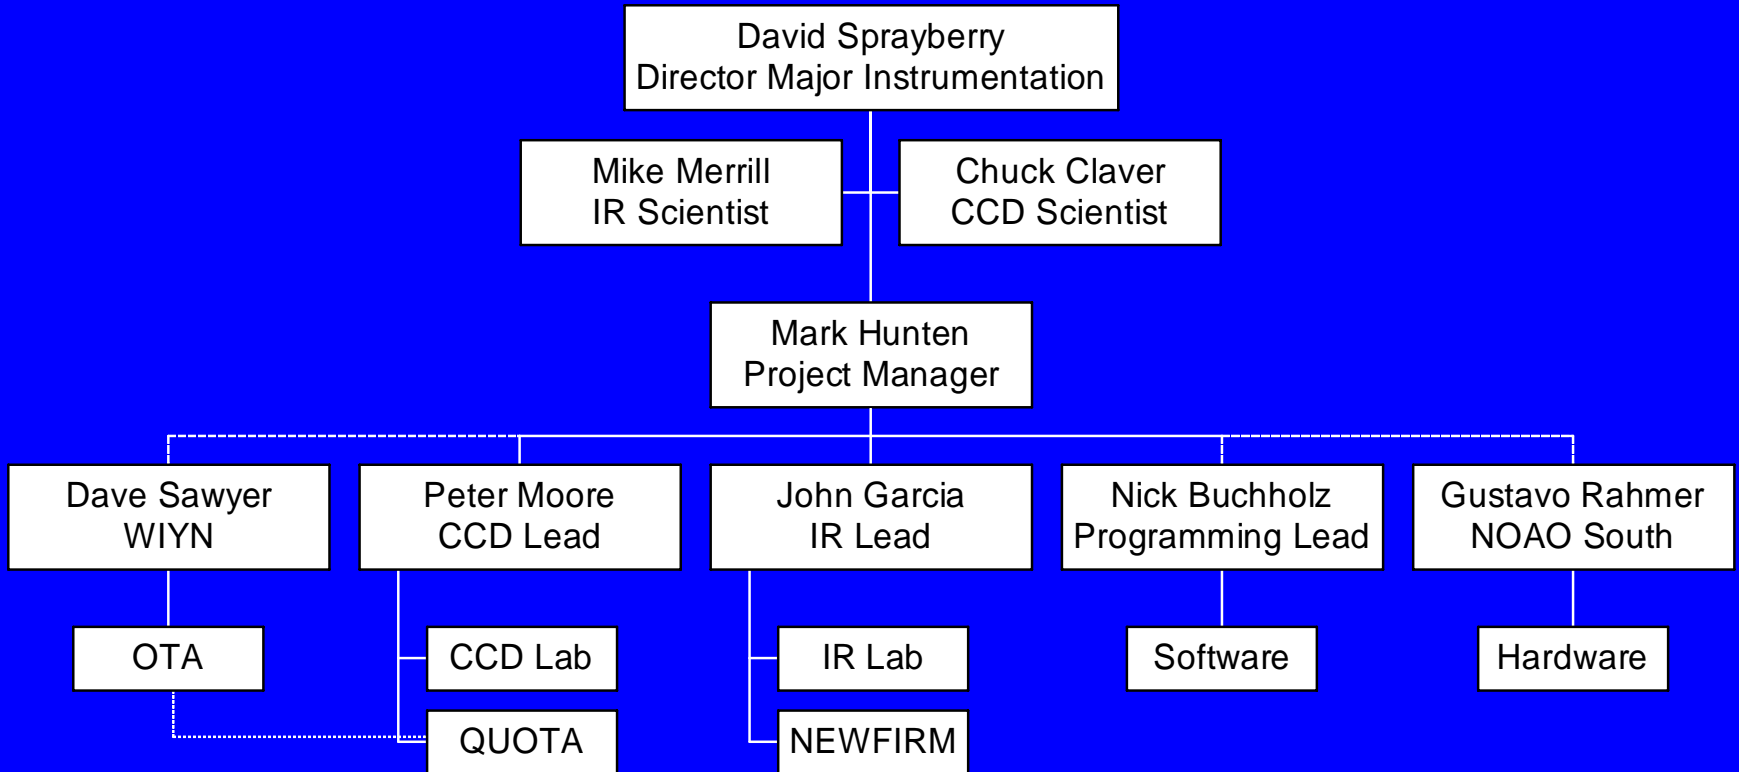 David Sprayberry
Director Major Instrumentation
Mike Merrill
IR Scientist
Chuck Claver
CCD Scientist
Mark Hunten
Project Manager
Dave Sawyer
WIYN
Peter Moore
CCD Lead
John Garcia
IR Lead
Nick Buchholz
Programming Lead
Gustavo Rahmer
NOAO South
OTA
CCD Lab
IR Lab
Software
Hardware
QUOTA
NEWFIRM